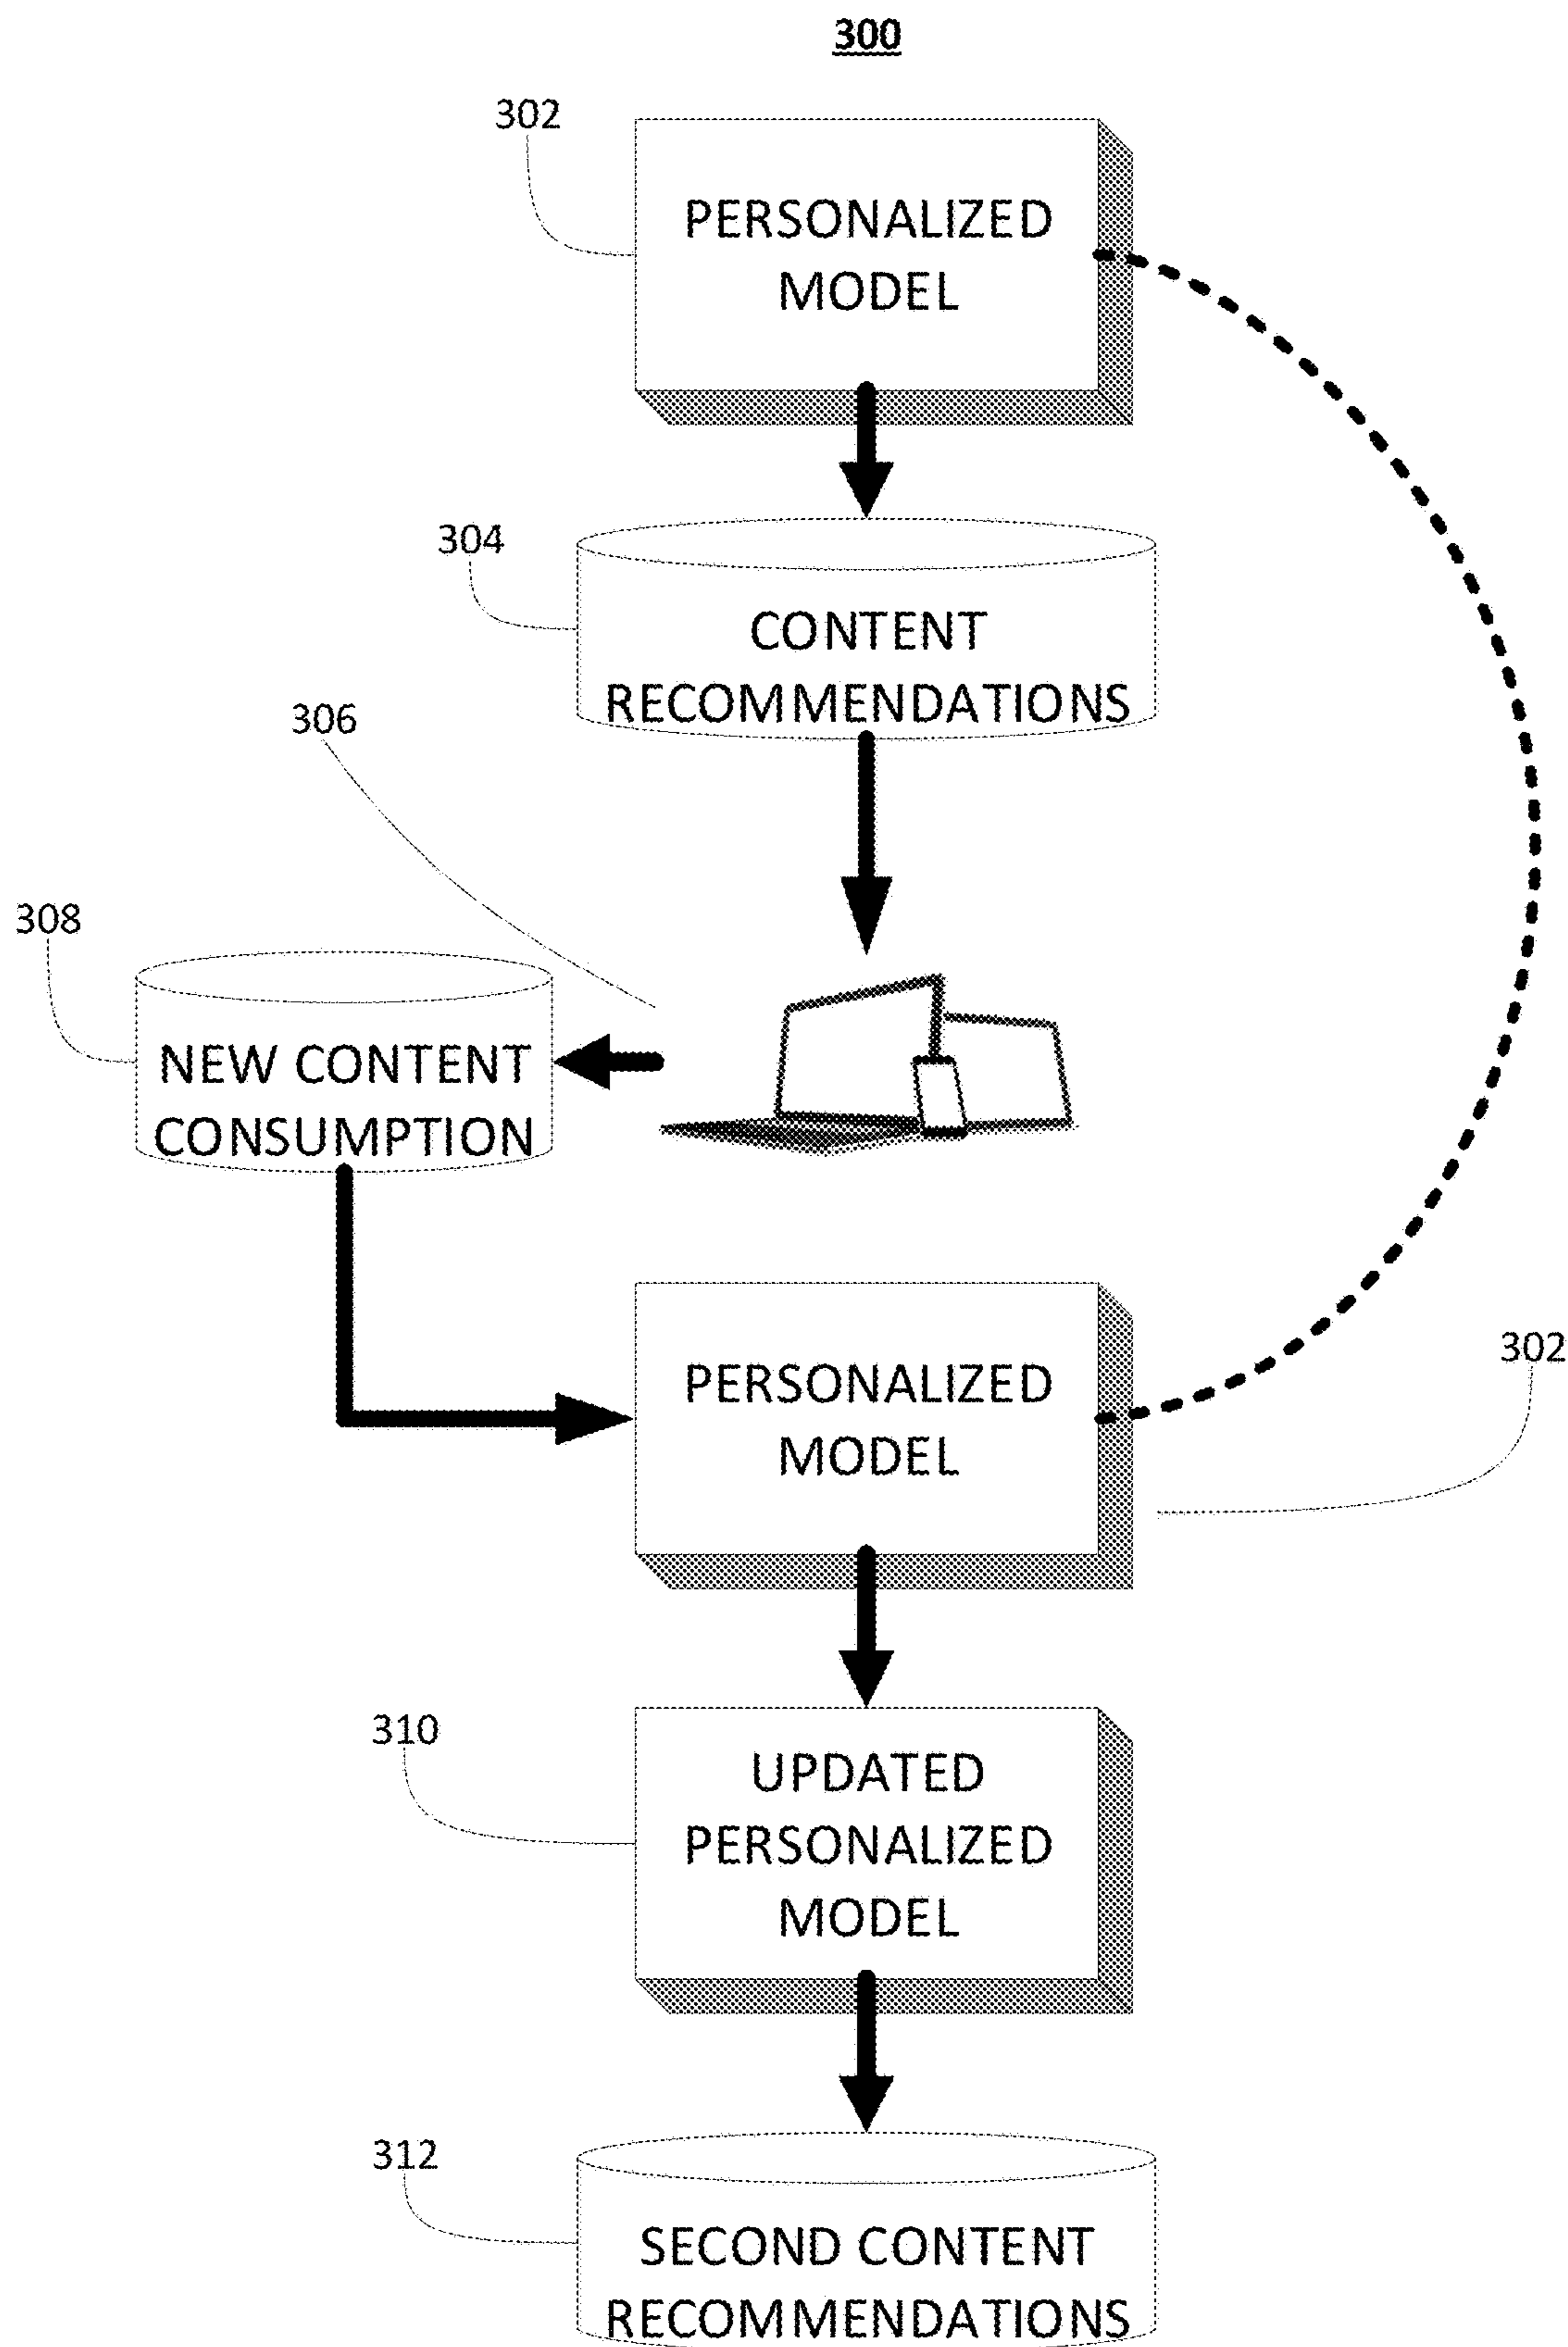 300
302
PERSONALIZED
MODEL
304
CONTENT
RECOMMENDATIONS
306
308
NEW CONTENT
CONSUMPTION
PERSONALIZED
MODEL
302
310
UPDATED
PERSONALIZED
MODEL
312
SECOND CONTENT
RECOMMENDATIONS